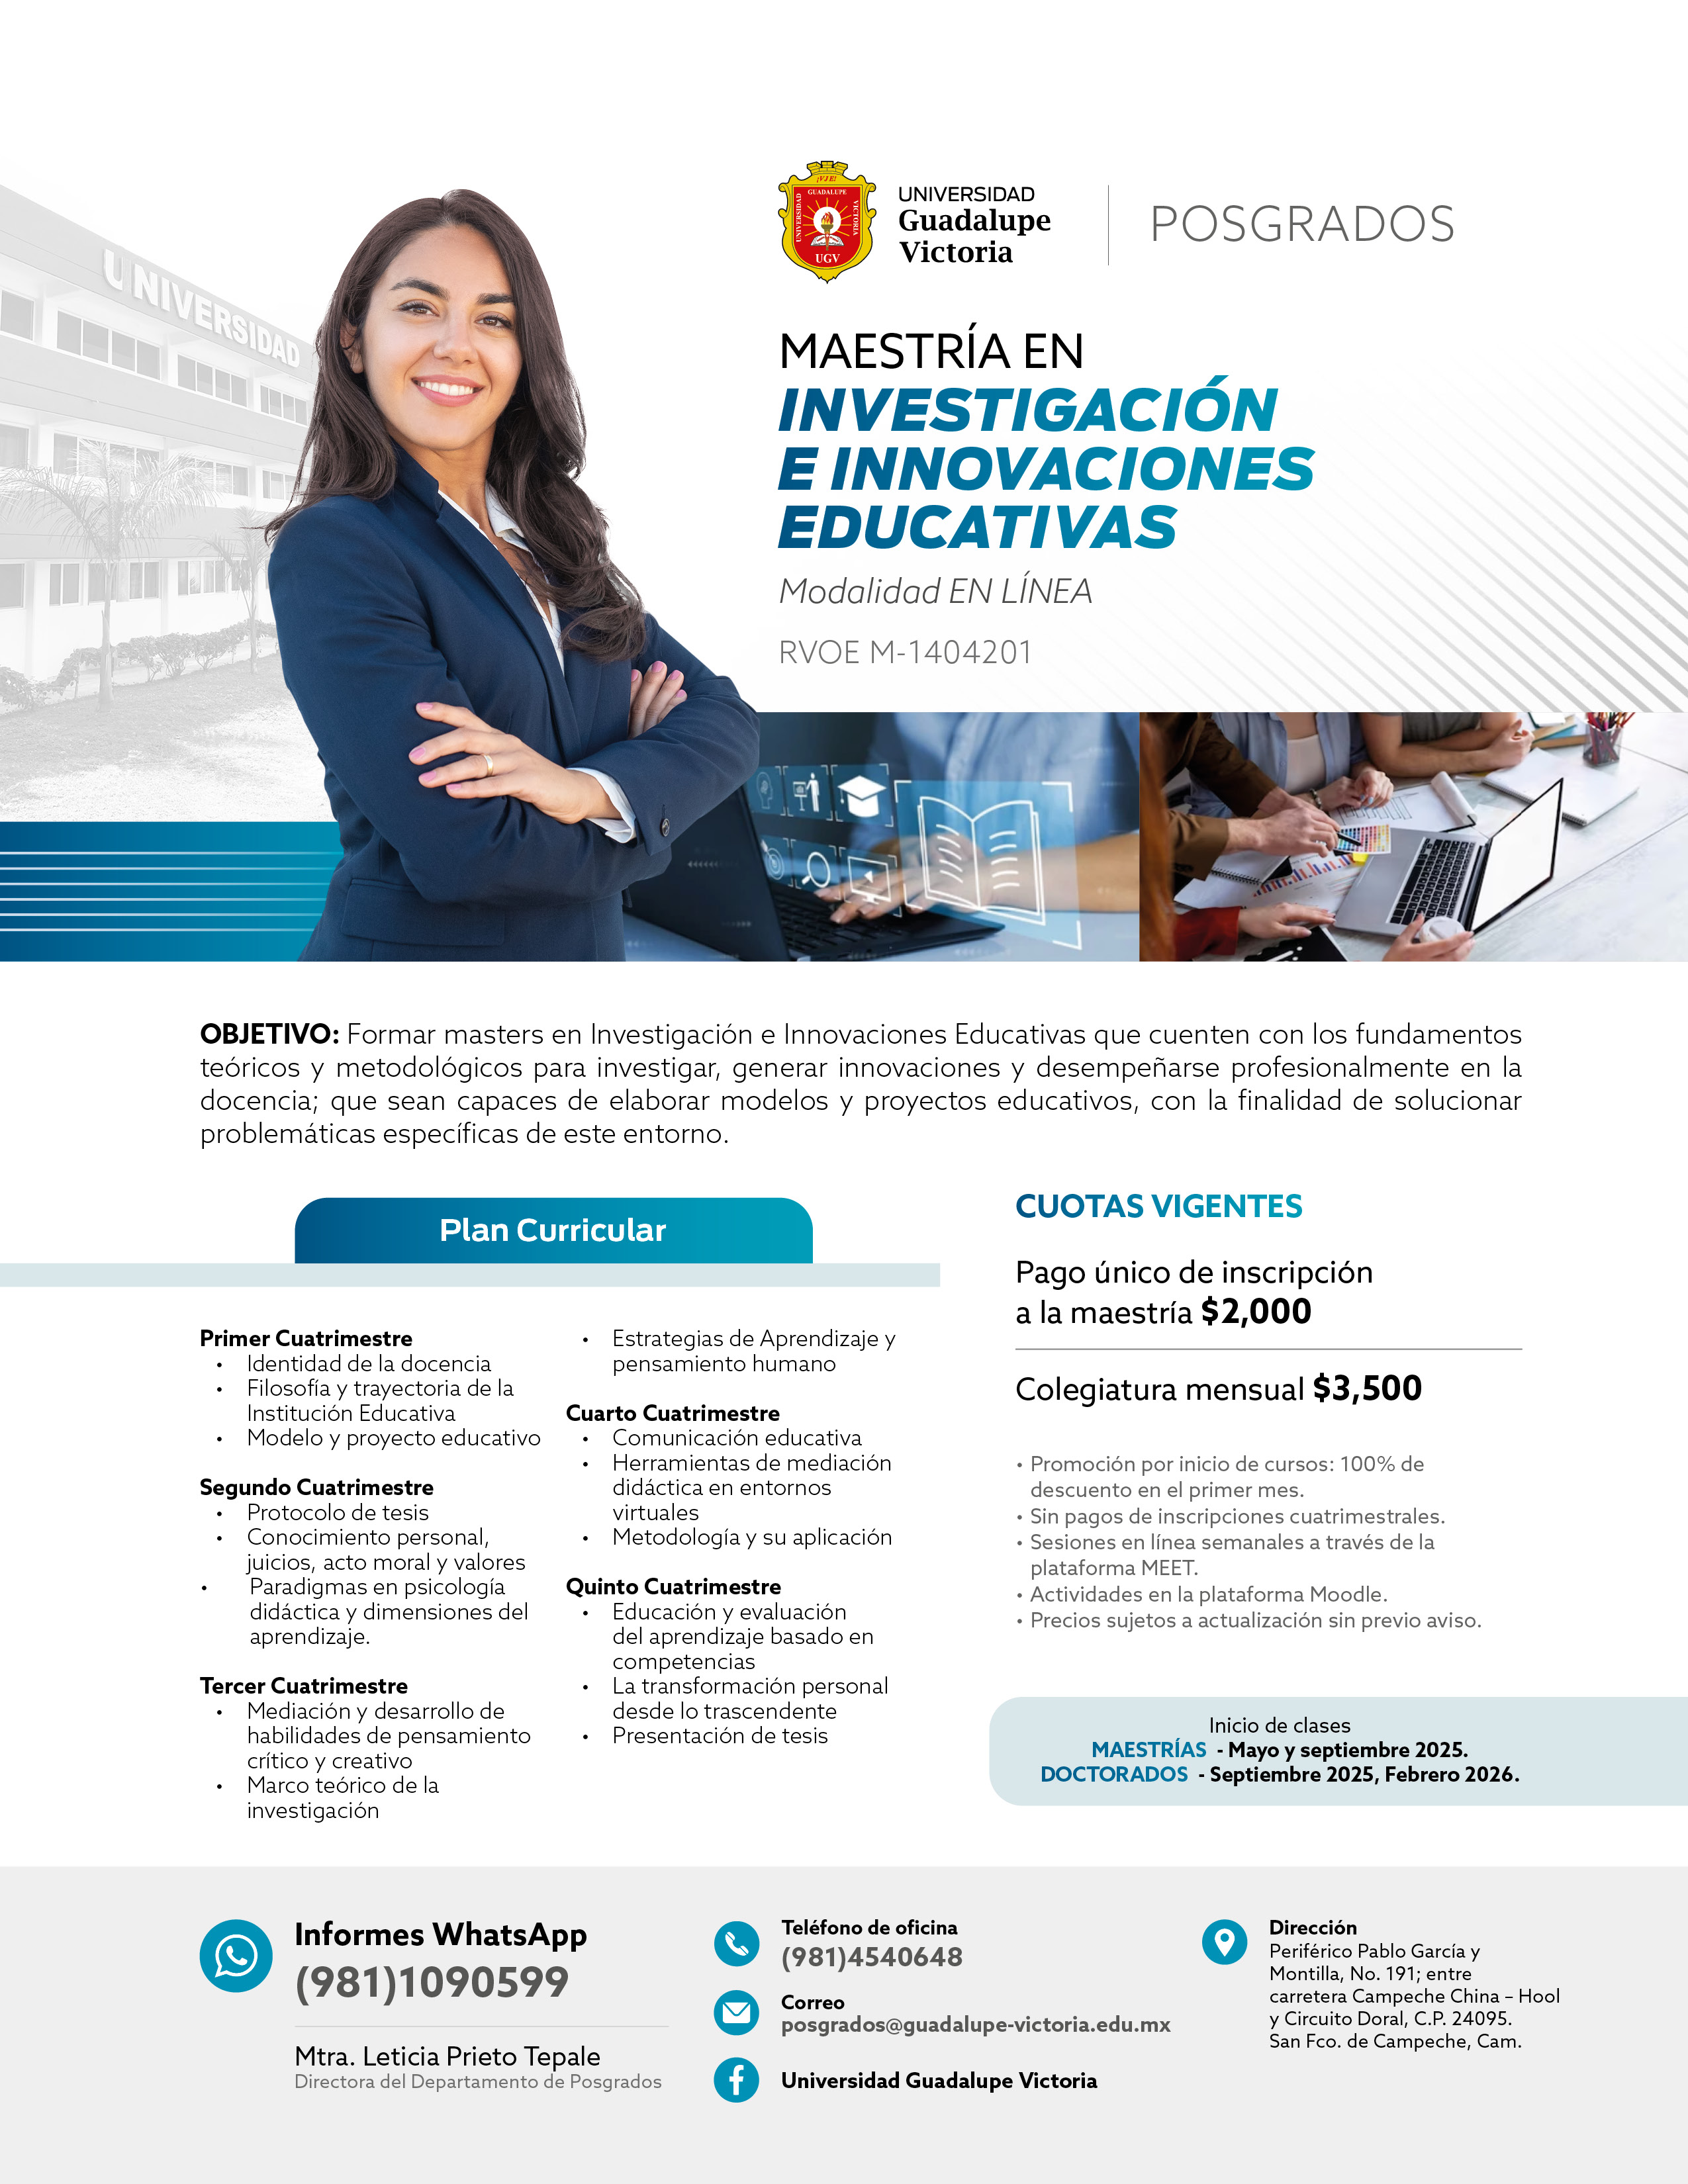 UNIVERSIDAD
¡VJE!
GUADALUPE
UNIVERSIDAD
VICTORIA
UGV
UNIVERSIDAD
Guadalupe
Victoria
POSGRADOS
MAESTRÍA EN
INVESTIGACIÓN
E INNOVACIONES
EDUCATIVAS
Modalidad EN LÍNEA
RVOE M-1404201
OBJETIVO: Formar masters en Investigación e Innovaciones Educativas que cuenten con los fundamentos
teóricos y metodológicos para investigar, generar innovaciones y desempeñarse profesionalmente en la
docencia; que sean capaces de elaborar modelos y proyectos educativos, con la finalidad de solucionar
problemáticas específicas de este entorno.
Plan Curricular
Primer Cuatrimestre
• Identidad de la docencia
• Filosofía y trayectoria de la
Institución Educativa
• Modelo y proyecto educativo
Segundo Cuatrimestre
• Protocolo de tesis
• Conocimiento personal,
juicios, acto moral y valores
• Paradigmas en psicología
didáctica y dimensiones del
aprendizaje.
Tercer Cuatrimestre
• Mediación y desarrollo de
habilidades de pensamiento
crítico y creativo
• Marco teórico de la
investigación
• Estrategias de Aprendizaje y
pensamiento humano
Cuarto Cuatrimestre
• Comunicación educativa
• Herramientas de mediación
didáctica en entornos
virtuales
• Metodología y su aplicación
Quinto Cuatrimestre
• Educación y evaluación
del aprendizaje basado en
competencias
• La transformación personal
desde lo trascendente
• Presentación de tesis
CUOTAS VIGENTES
Pago único de inscripción
a la maestría $2,000
Colegiatura mensual $3,500
• Promoción por inicio de cursos: 100% de
descuento en el primer mes.
• Sin pagos de inscripciones cuatrimestrales.
• Sesiones en línea semanales a través de la
plataforma MEET.
• Actividades en la plataforma Moodle.
• Precios sujetos a actualización sin previo aviso.
Inicio de clases
MAESTRÍAS - Mayo y septiembre 2025.
DOCTORADOS - Septiembre 2025, Febrero 2026.
Informes WhatsApp
(981)1090599
Mtra. Leticia Prieto Tepale
Directora del Departamento de Posgrados
Teléfono de oficina
(981)4540648
Correo
posgrados@guadalupe-victoria.edu.mx
Universidad Guadalupe Victoria
Dirección
Periférico Pablo García y
Montilla, No. 191; entre
carretera Campeche China – Hool
y Circuito Doral, C.P. 24095.
San Fco. de Campeche, Cam.